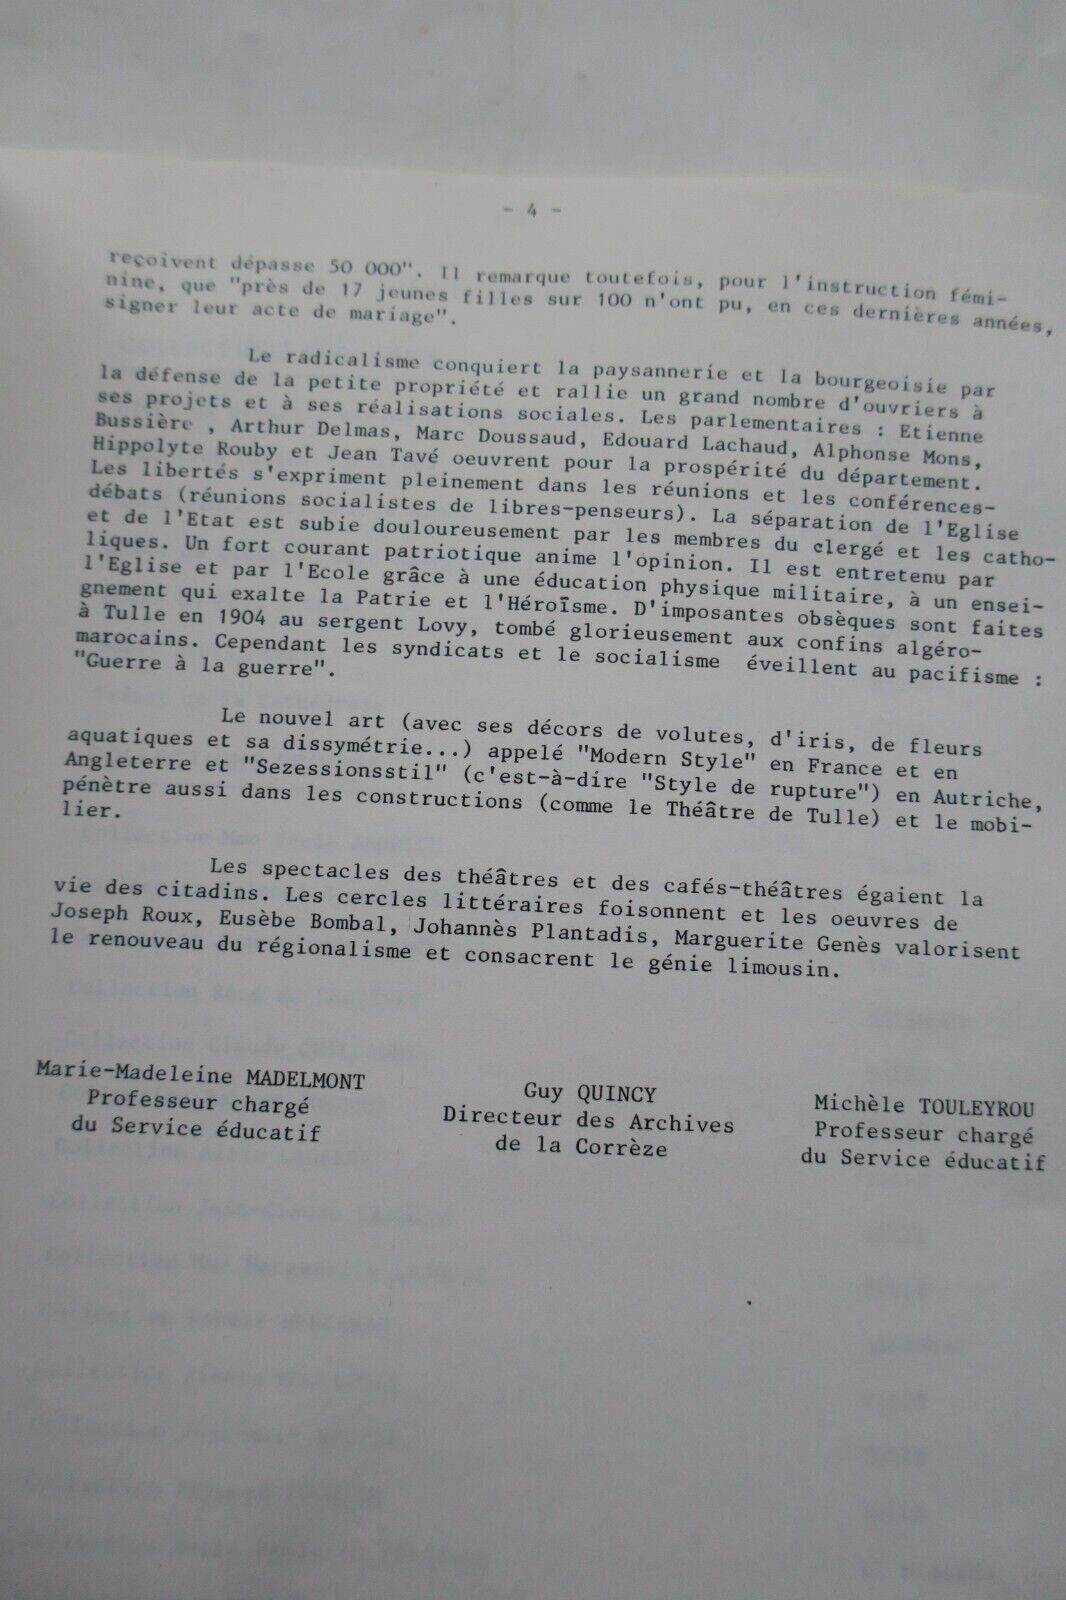 - 4 -
reçoivent dépasse 50 000". Il remarque toutefois, pour l'instruction fémi-
nine, que "près de 17 jeunes filles sur 100 n'ont pu, en ces dernières années,
signer leur acte de mariage".
Le radicalisme conquiert la paysannerie et la bourgeoisie par
la défense de la petite propriété et rallie un grand nombre d'ouvriers à
ses projets et à ses réalisations sociales. Les parlementaires : Etienne
Bussière , Arthur Delmas, Marc Doussaud, Edouard Lachaud, Alphonse Mons,
Hippolyte Rouby et Jean Tavé oeuvrent pour la prospérité du département.
Les libertés s'expriment pleinement dans les réunions et les conférences-
débats (réunions socialistes de libres-penseurs). La séparation de l'Eglise
et de l'Etat est subie douloureusement par les membres du clergé et les catho-
liques. Un fort courant patriotique anime l'opinion. Il est entretenu par
l'Eglise et par l'Ecole grâce à une éducation physique militaire, à un ensei-
gnement qui exalte la Patrie et l'Héroïsme. D'imposantes obsèques sont faites
à Tulle en 1904 au sergent Lovy, tombé glorieusement aux confins algéro-
marocains. Cependant les syndicats et le socialisme éveillent au pacifisme :
"Guerre à la guerre".
Le nouvel art (avec ses décors de volutes, d'iris, de fleurs
aquatiques et sa dissymétrie...) appelé "Modern Style" en France et en
Angleterre et "Sezessionsstil" (c'est-à-dire "Style de rupture") en Autriche,
pénètre aussi dans les constructions (comme le Théâtre de Tulle) et le mobi-
lier.
Les spectacles des théâtres et des cafés-théâtres égaient la
vie des citadins. Les cercles littéraires foisonnent et les oeuvres de
Joseph Roux, Eusèbe Bombal, Johannès Plantadis, Marguerite Genès valorisent
le renouveau du régionalisme et consacrent le génie limousin.
Marie-Madeleine MADELMONT
Professeur chargé
du Service éducatif
Guy QUINCY
Directeur des Archives
de la Corrèze
Michèle TOULEYROU
Professeur chargé
du Service éducatif